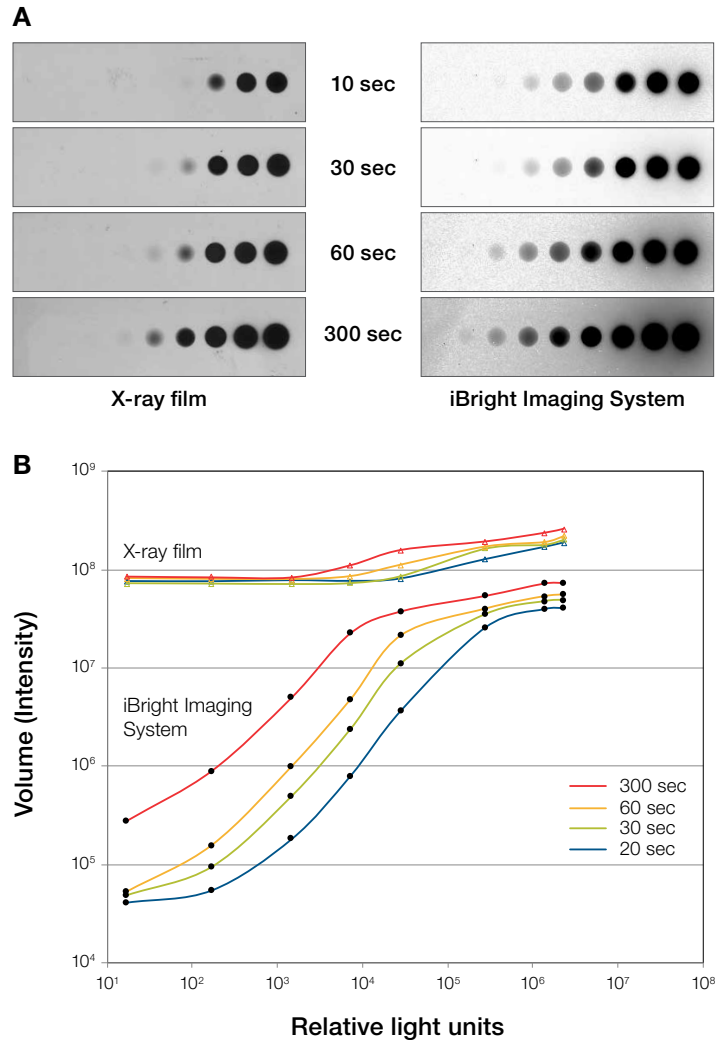 A
10 sec
30 sec
60 sec
300 sec
X-ray film
iBright Imaging System
B
10⁹
10⁸
10⁷
10⁶
10⁵
10⁴
Volume (Intensity)
X-ray film
iBright Imaging
System
300 sec
60 sec
30 sec
20 sec
10¹ 10² 10³ 10⁴ 10⁵ 10⁶ 10⁷ 10⁸
Relative light units